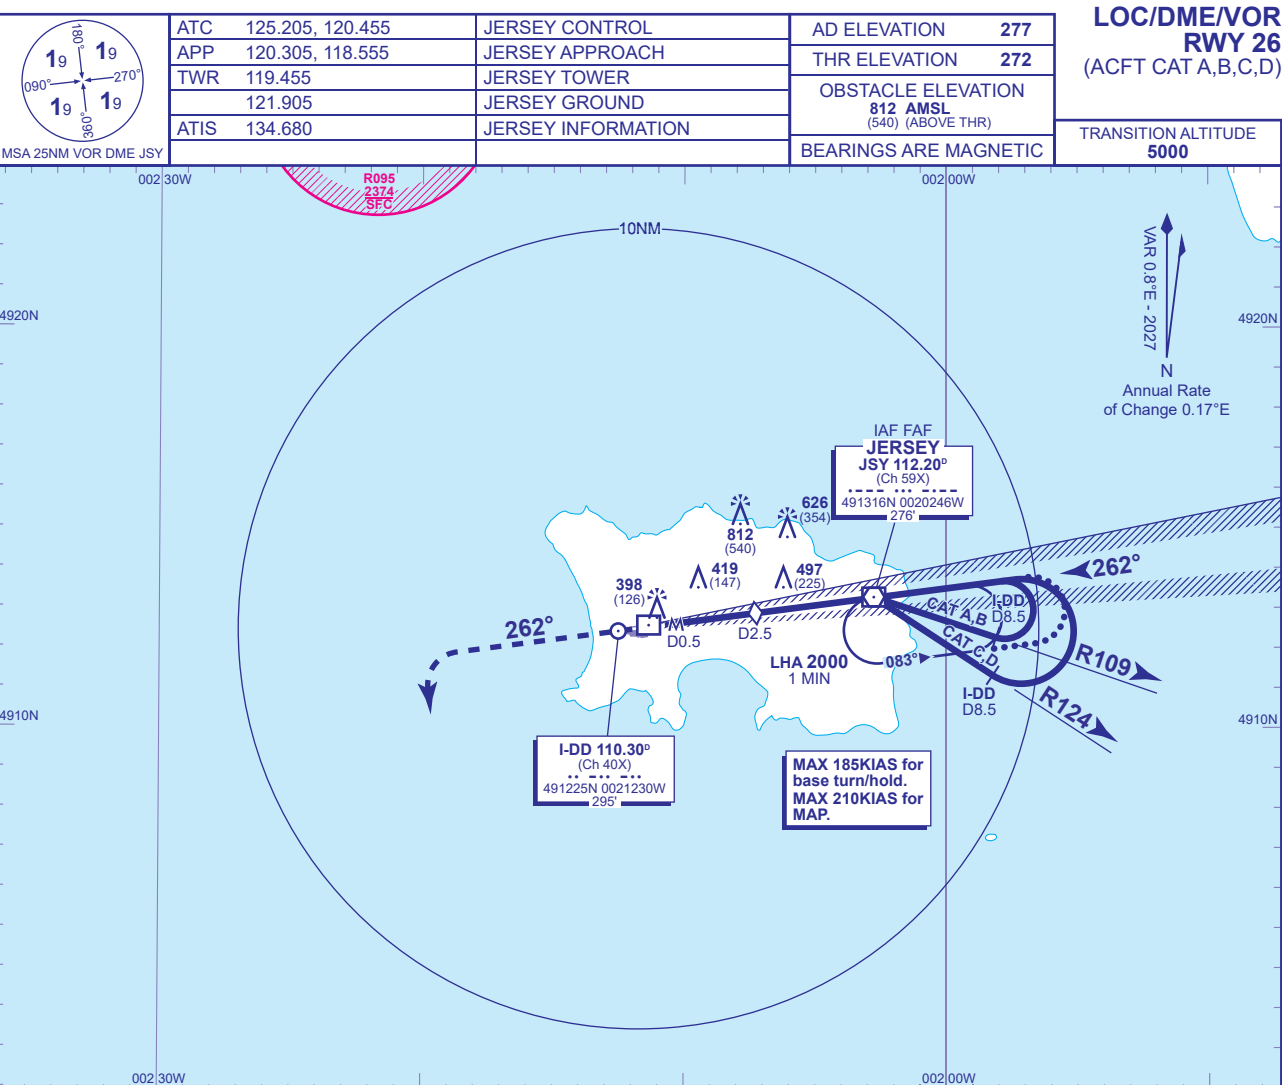 180°
19 19
090° 270°
19 19
360°
MSA 25NM VOR DME JSY
ATC 125.205, 120.455 JERSEY CONTROL
APP 120.305, 118.555 JERSEY APPROACH
TWR 119.455 JERSEY TOWER
121.905 JERSEY GROUND
ATIS 134.680 JERSEY INFORMATION
AD ELEVATION 277
THR ELEVATION 272
OBSTACLE ELEVATION
812 AMSL
(540) (ABOVE THR)
BEARINGS ARE MAGNETIC
LOC/DME/VOR
RWY 26
(ACFT CAT A,B,C,D)
TRANSITION ALTITUDE
5000
002 30W
R095
2374
SFC
002 00W
10NM
VAR 0.8°E - 2027
N
Annual Rate
of Change 0.17°E
4920N
4920N
IAF FAF
JERSEY
JSY 112.20ᴰ
(Ch 59X)
·---- ··· -·--
491316N 0020246W
276'
626
(354)
812
(540)
419
(147)
497
(225)
398
(126)
262°
262°
D0.5
D2.5
CAT A,B
I-DD
D8.5
CAT C,D
LHA 2000
1 MIN
083°
R109
I-DD
D8.5
R124
4910N
4910N
I-DD 110.30ᴰ
(Ch 40X)
·· -·· -··
491225N 0021230W
295'
MAX 185KIAS for
base turn/hold.
MAX 210KIAS for
MAP.
002 30W
002 00W